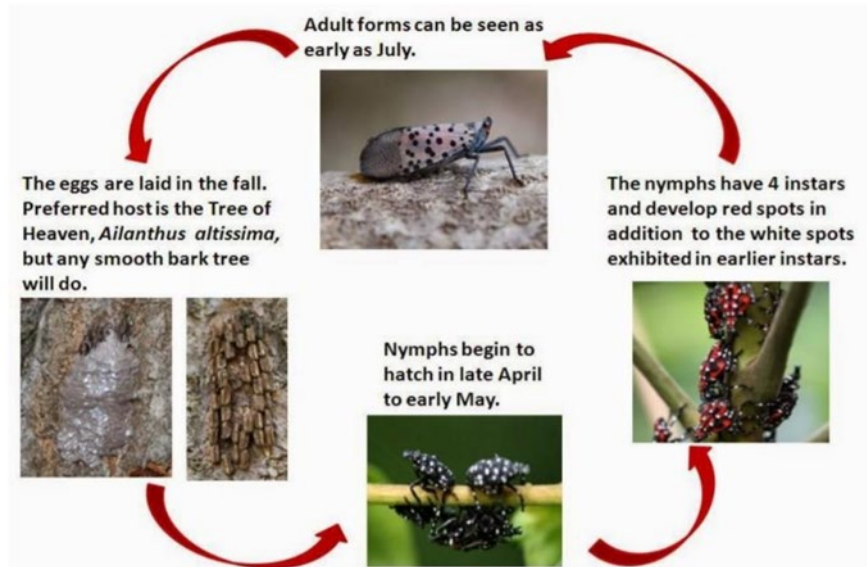 Adult forms can be seen as
early as July.
The eggs are laid in the fall.
Preferred host is the Tree of
Heaven, Ailanthus altissima,
but any smooth bark tree
will do.
Nymphs begin to
hatch in late April
to early May.
The nymphs have 4 instars
and develop red spots in
addition to the white spots
exhibited in earlier instars.